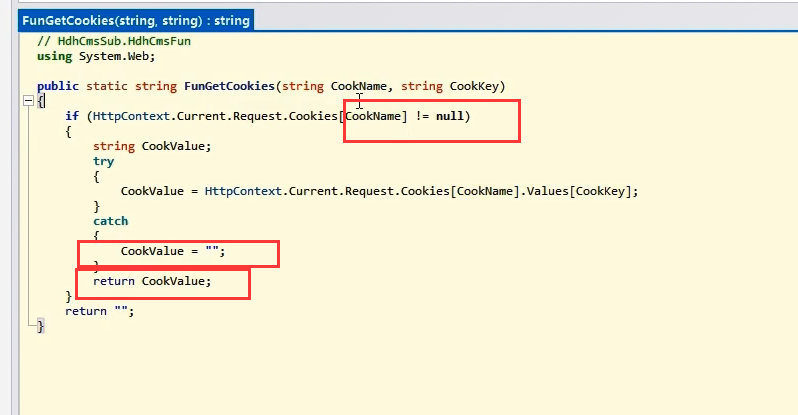 FunGetCookies(string, string) : string
// HdhCmsSub.HdhCmsFun
using System.Web;
public static string FunGetCookies(string CookName, string CookKey)
{
if (HttpContext.Current.Request.Cookies[CookName] != null)
{
string CookValue;
try
{
CookValue = HttpContext.Current.Request.Cookies[CookName].Values[CookKey];
}
catch
{
CookValue = "";
}
return CookValue;
}
return "";
}